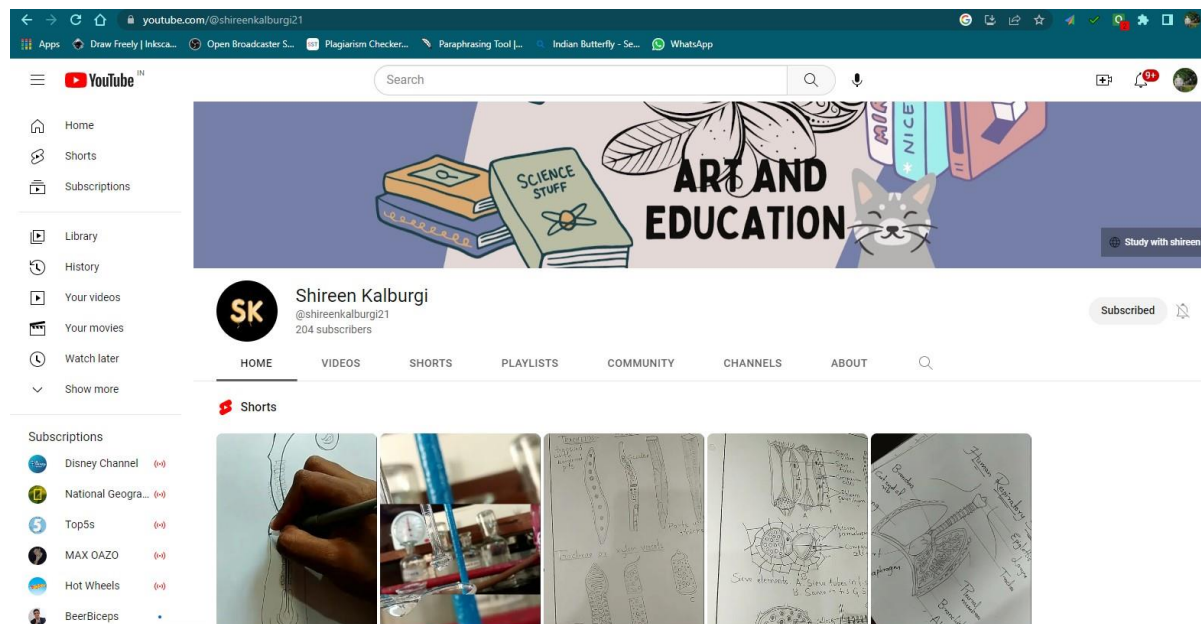 youtube.com/@shireenkalburgi21
Apps Draw Freely | Inksca... Open Broadcaster S... SST Plagiarism Checker... Paraphrasing Tool |... Indian Butterfly - Se... WhatsApp
YouTube IN
Search
9+
Home
Shorts
Subscriptions
Library
History
Your videos
Your movies
Watch later
Show more
Subscriptions
Disney Channel
National Geogra...
Top5s
MAX OAZO
Hot Wheels
BeerBiceps
SCIENCE
STUFF
ART AND
EDUCATION
NICE
Study with shireen
SK
Shireen Kalburgi
@shireenkalburgi21
204 subscribers
Subscribed
HOME VIDEOS SHORTS PLAYLISTS COMMUNITY CHANNELS ABOUT
Shorts
Human Respiratory